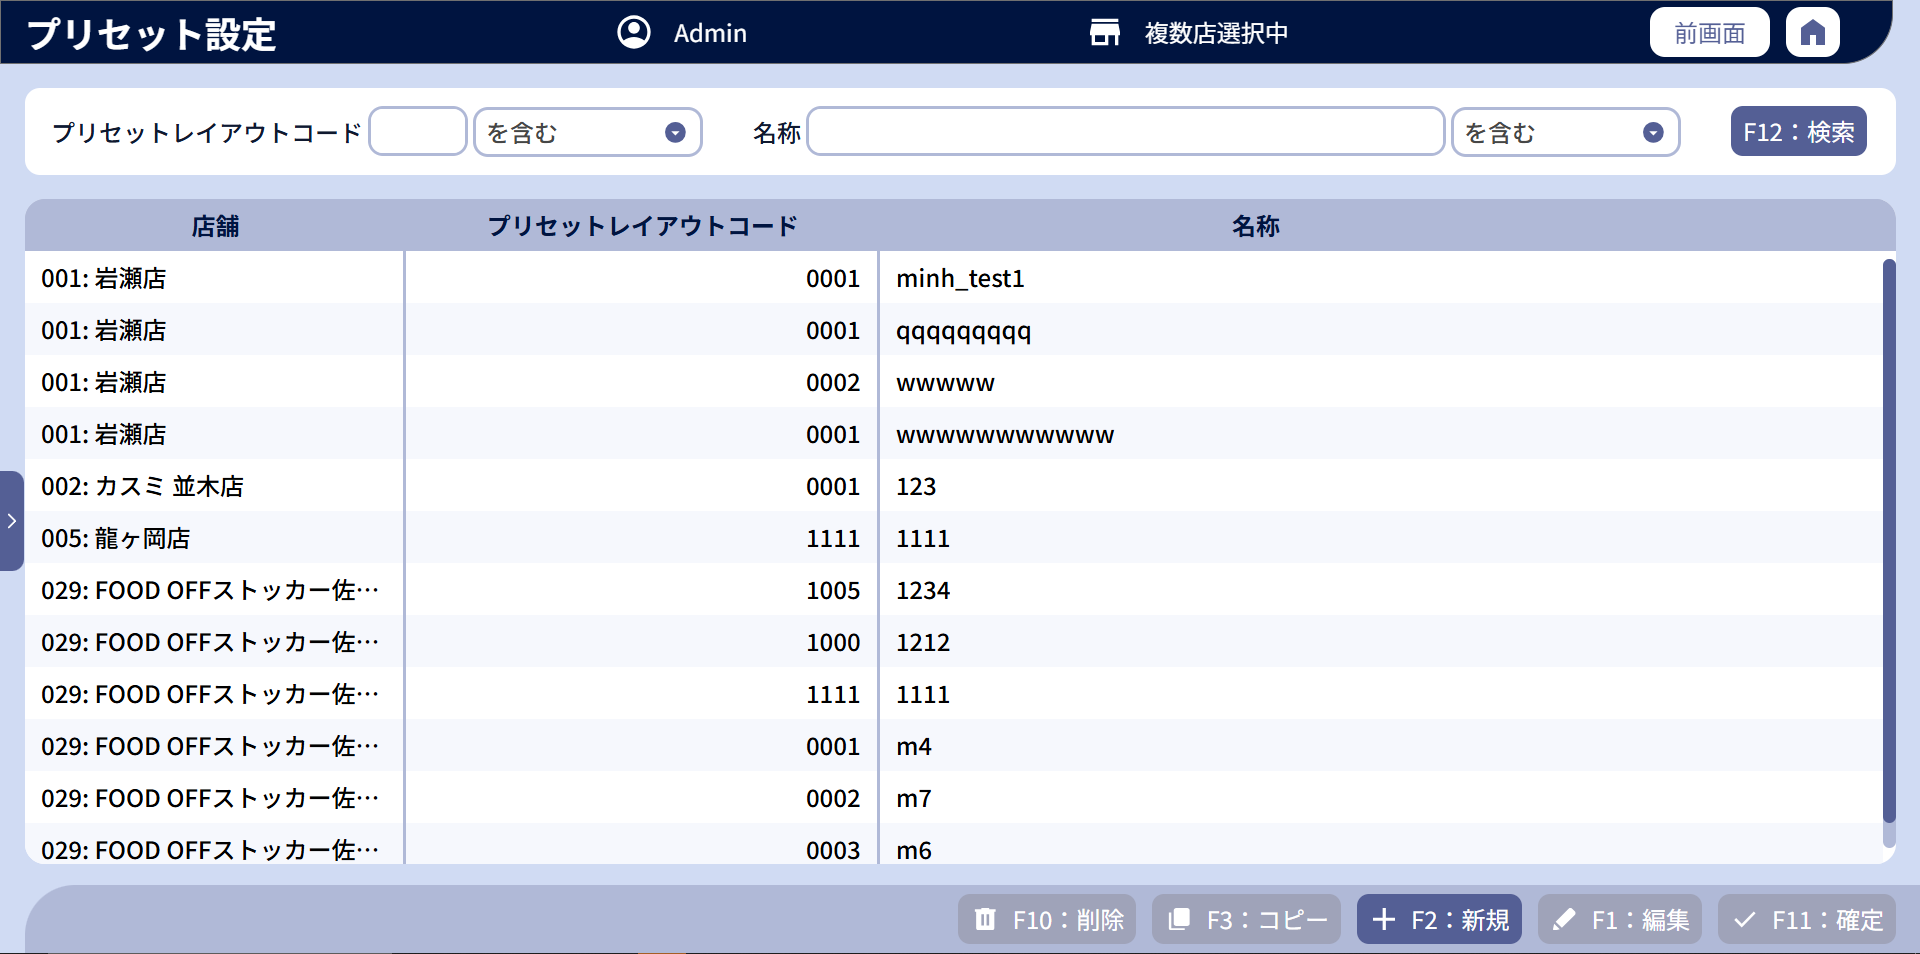 プリセット設定 Admin 複数店選択中 前画面
プリセットレイアウトコード を含む 名称 を含む F12：検索
店舗 プリセットレイアウトコード 名称
001: 岩瀬店 0001 minh_test1
001: 岩瀬店 0001 qqqqqqqqq
001: 岩瀬店 0002 wwwww
001: 岩瀬店 0001 wwwwwwwwwww
002: カスミ 並木店 0001 123
005: 龍ヶ岡店 1111 1111
029: FOOD OFFストッカー佐… 1005 1234
029: FOOD OFFストッカー佐… 1000 1212
029: FOOD OFFストッカー佐… 1111 1111
029: FOOD OFFストッカー佐… 0001 m4
029: FOOD OFFストッカー佐… 0002 m7
029: FOOD OFFストッカー佐… 0003 m6
F10：削除 F3：コピー F2：新規 F1：編集 F11：確定